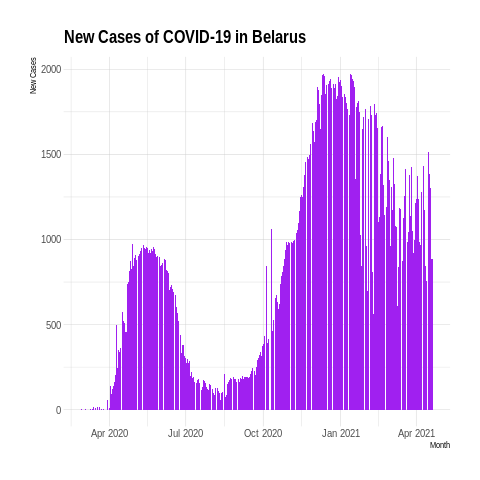 New Cases of COVID-19 in Belarus
New Cases
2000
1500
1000
500
0
Apr 2020
Jul 2020
Oct 2020
Jan 2021
Apr 2021
Month